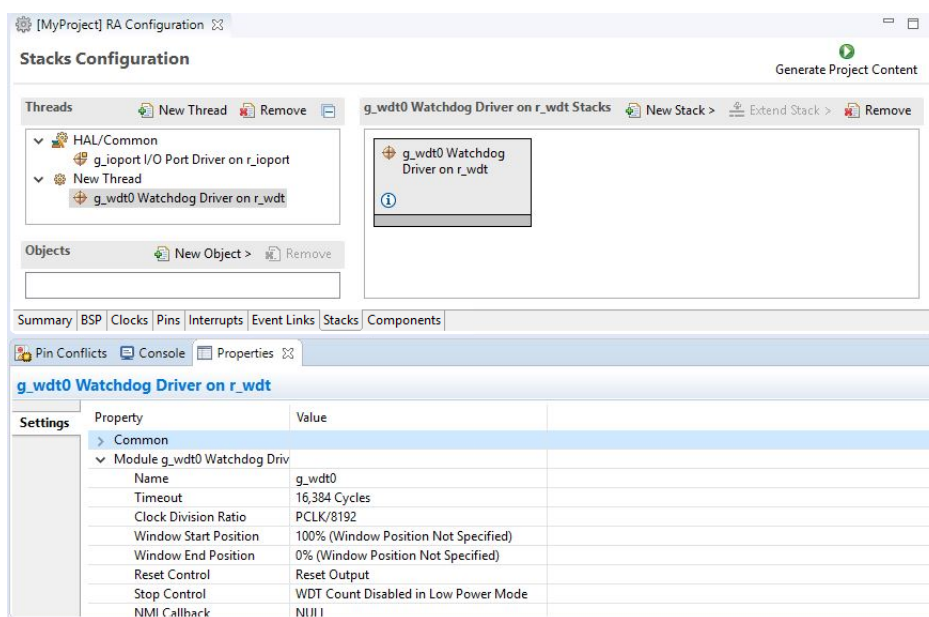 [MyProject] RA Configuration
Stacks Configuration
Generate Project Content
Threads
New Thread
Remove
HAL/Common
g_ioport I/O Port Driver on r_ioport
New Thread
g_wdt0 Watchdog Driver on r_wdt
Objects
New Object >
Remove
g_wdt0 Watchdog Driver on r_wdt Stacks
New Stack >
Extend Stack >
Remove
g_wdt0 Watchdog
Driver on r_wdt
Summary BSP Clocks Pins Interrupts Event Links Stacks Components
Pin Conflicts Console Properties
g_wdt0 Watchdog Driver on r_wdt
Settings
Property Value
Common
Module g_wdt0 Watchdog Driv
Name g_wdt0
Timeout 16,384 Cycles
Clock Division Ratio PCLK/8192
Window Start Position 100% (Window Position Not Specified)
Window End Position 0% (Window Position Not Specified)
Reset Control Reset Output
Stop Control WDT Count Disabled in Low Power Mode
NMI Callback NULL